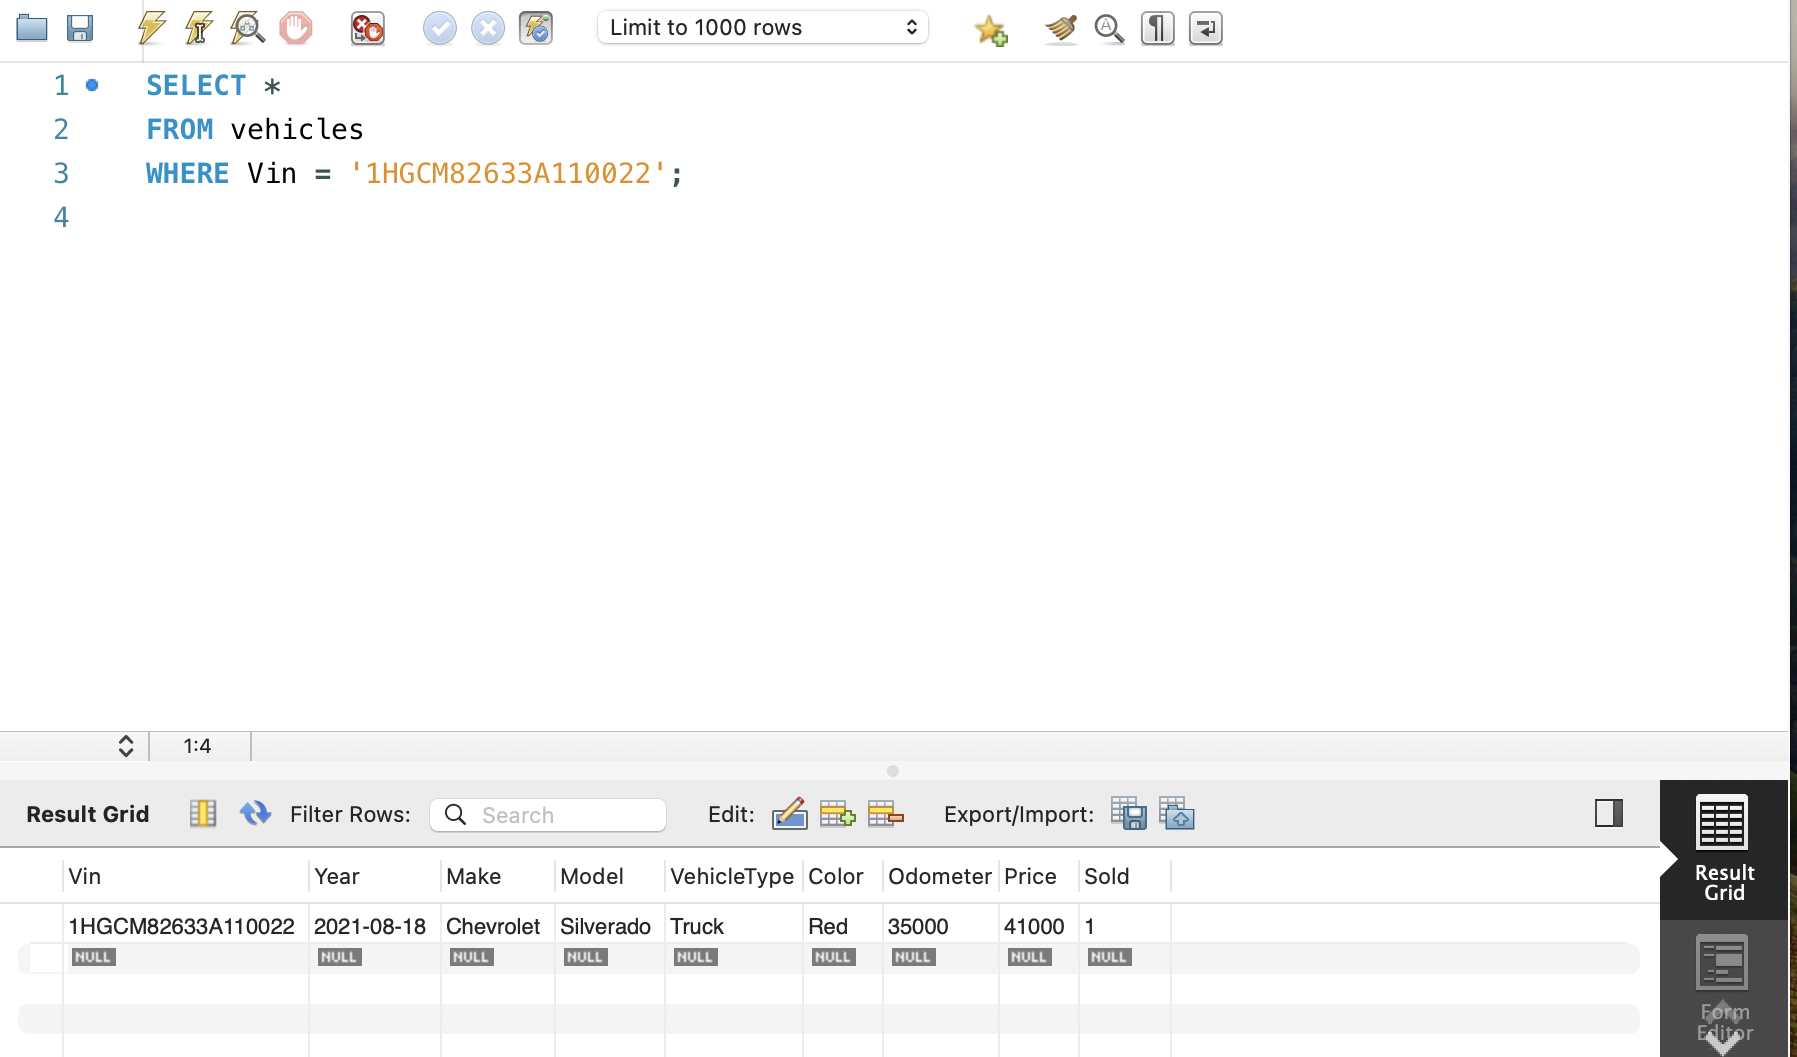 Limit to 1000 rows
1 SELECT *
2 FROM vehicles
3 WHERE Vin = '1HGCM82633A110022';
4
1:4
Result Grid Filter Rows: Search Edit: Export/Import:
Vin Year Make Model VehicleType Color Odometer Price Sold
1HGCM82633A110022 2021-08-18 Chevrolet Silverado Truck Red 35000 41000 1
NULL NULL NULL NULL NULL NULL NULL NULL NULL
Result
Grid
Form
Editor